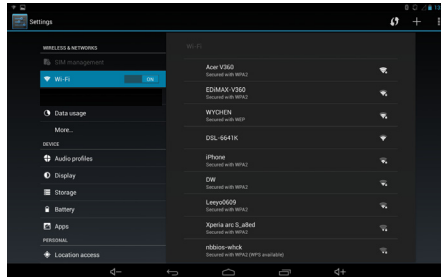 Settings
WIRELESS & NETWORKS
SIM management
Wi-Fi
ON
Data usage
More...
DEVICE
Audio profiles
Display
Storage
Battery
Apps
PERSONAL
Location access
Wi-Fi
Acer V360
Secured with WPA2
EDiMAX-V360
Secured with WPA2
WYCHEN
Secured with WEP
DSL-6641K
iPhone
Secured with WPA2
DW
Secured with WPA2
Leeyo0609
Secured with WPA2
Xperia arc S_a8ed
Secured with WPA2
nbbios-whck
Secured with WPA2 (WPS available)